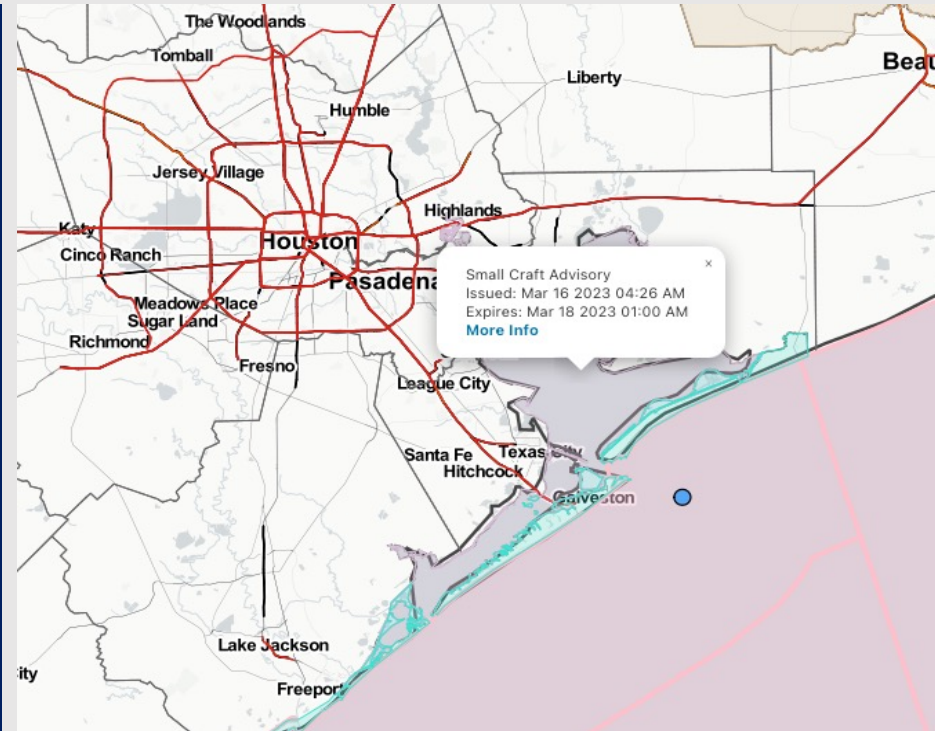 The Woodlands
Tomball
Liberty
Beau
Humble
Jersey Village
Highlands
Katy
Houston
Cinco Ranch
Pasadena
×
Small Craft Advisory
Issued: Mar 16 2023 04:26 AM
Expires: Mar 18 2023 01:00 AM
More Info
Meadows Place
Sugar Land
Richmond
Fresno
League City
Santa Fe
Texas City
Hitchcock
Galveston
Lake Jackson
City
Freeport